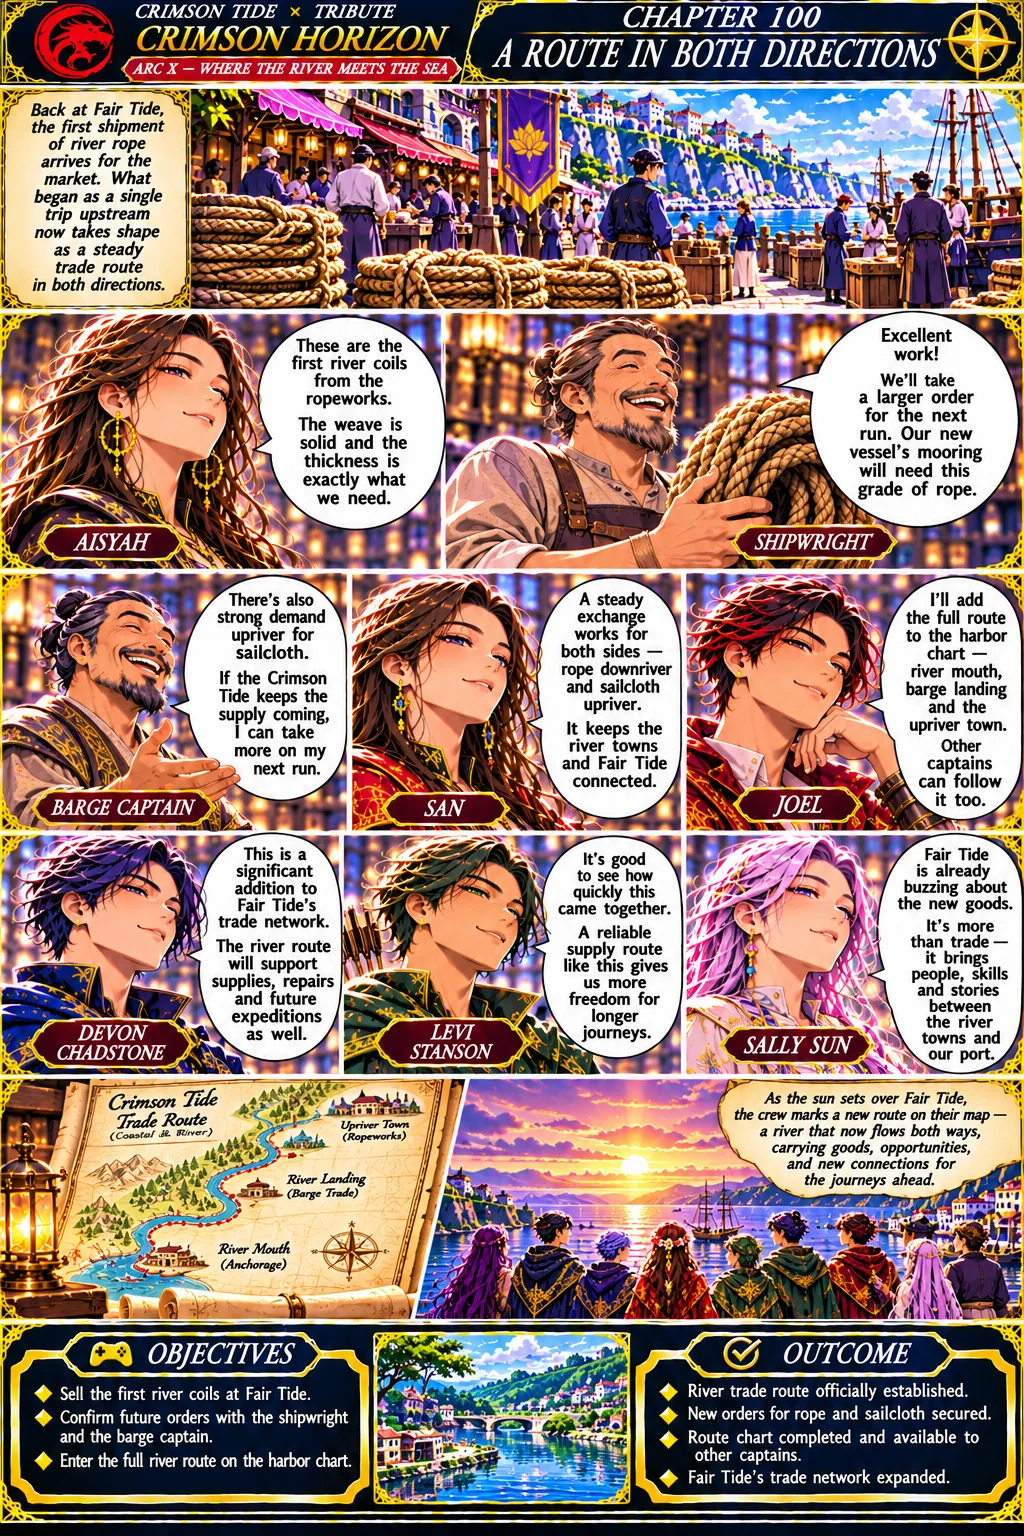 CRIMSON TIDE × TRIBUTE
CRIMSON HORIZON
ARC X — WHERE THE RIVER MEETS THE SEA
CHAPTER 100
A ROUTE IN BOTH DIRECTIONS
Back at Fair Tide,
the first shipment
of river rope
arrives for the
market. What
began as a single
trip upstream
now takes shape
as a steady
trade route
in both directions.
These are the
first river coils
from the
ropeworks.
The weave is
solid and the
thickness is
exactly what
we need.
AISYAH
Excellent
work!
We'll take
a larger order
for the next
run. Our new
vessel's mooring
will need this
grade of rope.
SHIPWRIGHT
There's also
strong demand
upriver for
sailcloth.
If the Crimson
Tide keeps the
supply coming,
I can take
more on my
next run.
BARGE CAPTAIN
A steady
exchange
works for
both sides —
rope downriver
and sailcloth
upriver.
It keeps the
river towns
and Fair Tide
connected.
SAN
I'll add
the full route
to the harbor
chart —
river mouth,
barge landing
and the
upriver town.
Other
captains
can follow
it too.
JOEL
This is a
significant
addition to
Fair Tide's
trade network.
The river route
will support
supplies, repairs
and future
expeditions
as well.
DEVON
CHADSTONE
It's good
to see how
quickly this
came together.
A reliable
supply route
like this gives
us more
freedom for
longer
journeys.
LEVI
STANSON
Fair Tide
is already
buzzing about
the new goods.
It's more
than trade —
it brings
people, skills
and stories
between
the river
towns and
our port.
SALLY SUN
Crimson Tide
Trade Route
(Coastal & River)
Upriver Town
(Ropeworks)
River Landing
(Barge Trade)
River Mouth
(Anchorage)
As the sun sets over Fair Tide,
the crew marks a new route on their map —
a river that now flows both ways,
carrying goods, opportunities,
and new connections for
the journeys ahead.
OBJECTIVES
Sell the first river coils at Fair Tide.
Confirm future orders with the shipwright
and the barge captain.
Enter the full river route on the harbor chart.
OUTCOME
River trade route officially established.
New orders for rope and sailcloth secured.
Route chart completed and available to
other captains.
Fair Tide's trade network expanded.